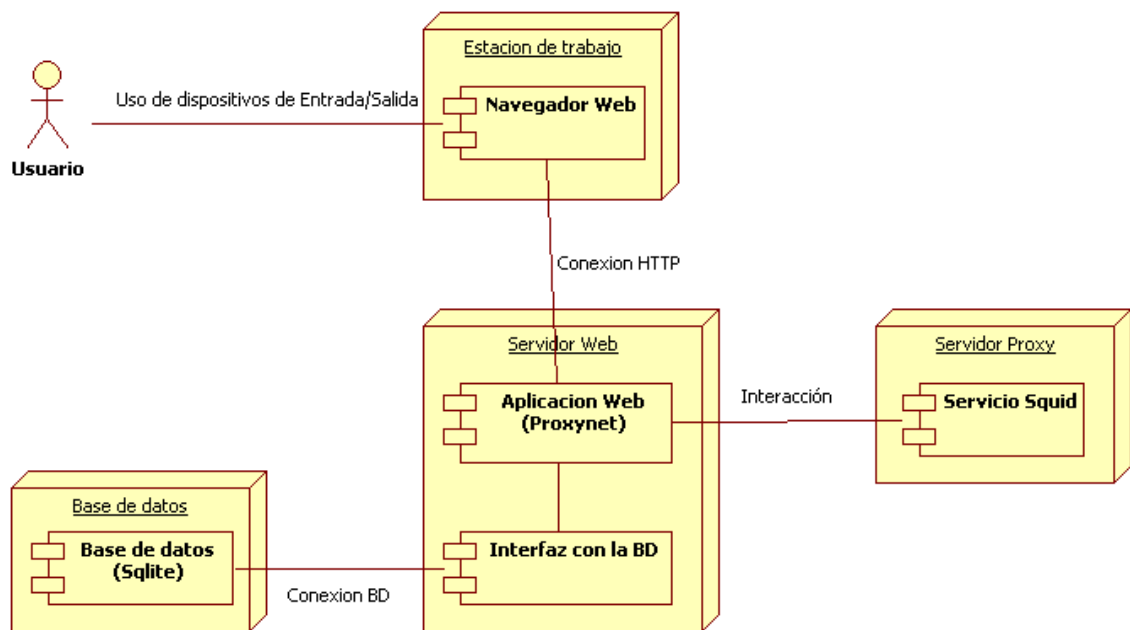 Estacion de trabajo
Uso de dispositivos de Entrada/Salida
Navegador Web
Usuario
Conexion HTTP
Servidor Web
Servidor Proxy
Aplicacion Web
(Proxynet)
Interacción
Servicio Squid
Base de datos
Base de datos
(Sqlite)
Interfaz con la BD
Conexion BD